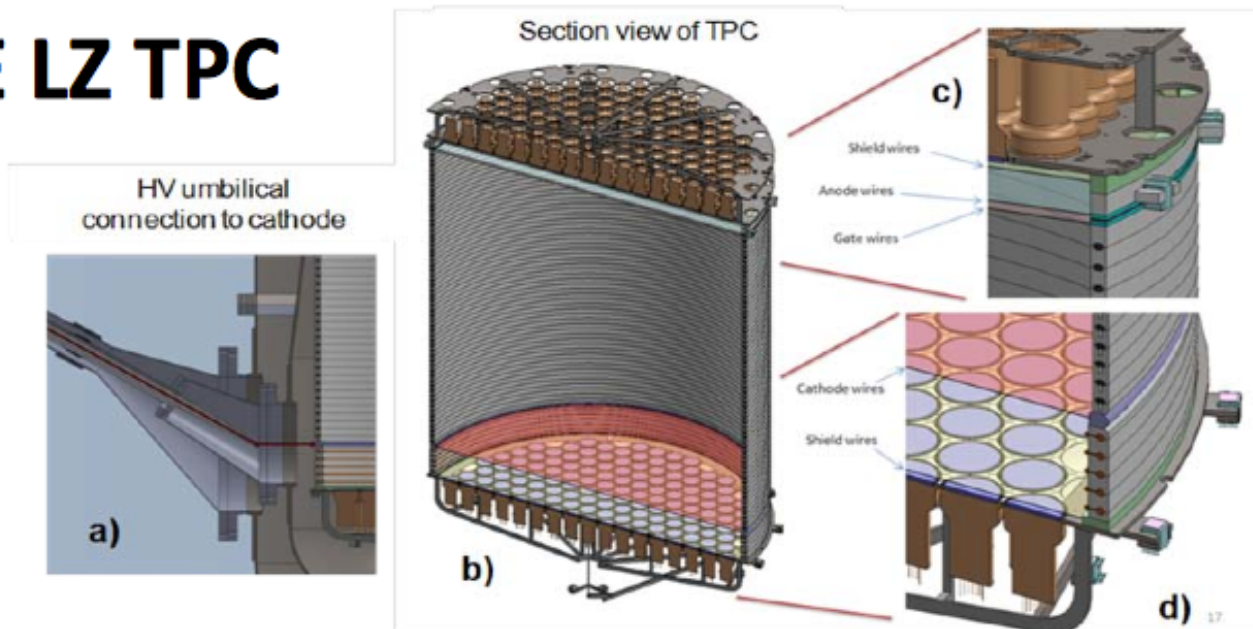 E LZ TPC
HV umbilical
connection to cathode
a)
Section view of TPC
b)
c)
Shield wires
Anode wires
Gate wires
Cathode wires
Shield wires
d)
17